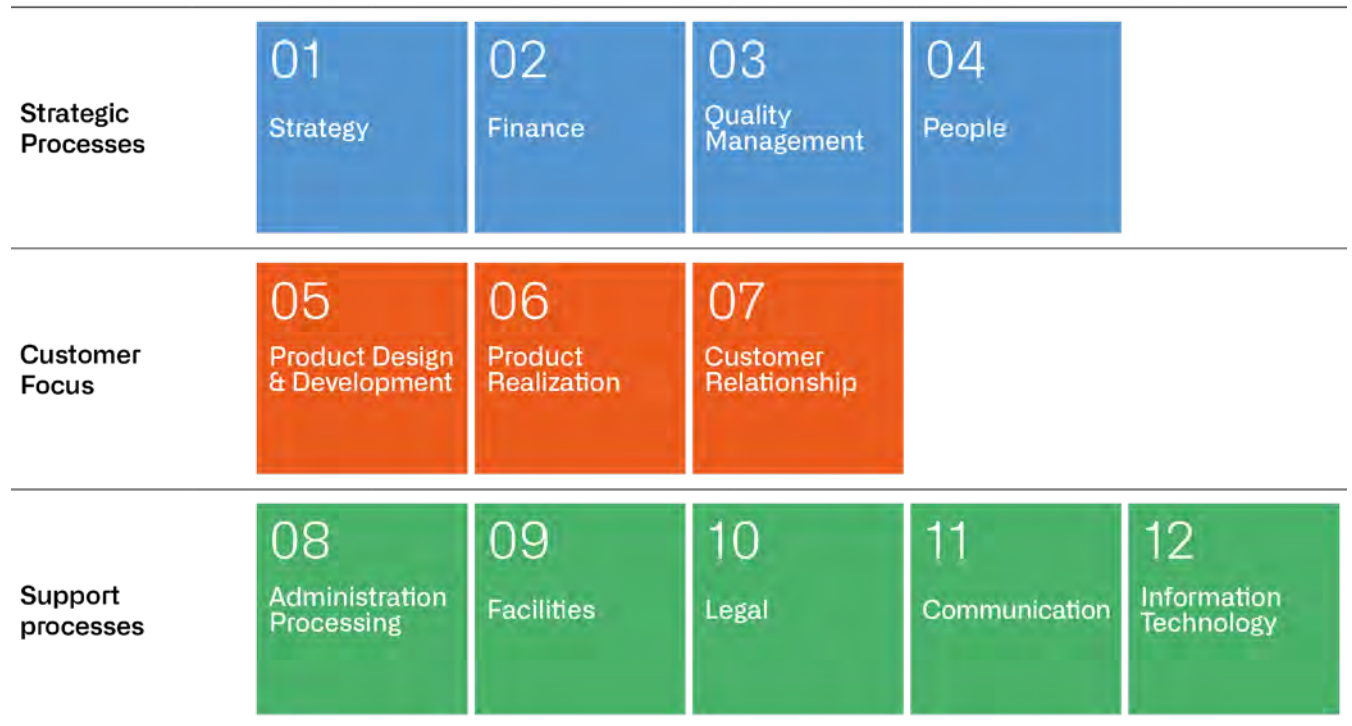 Strategic
Processes
01
Strategy
02
Finance
03
Quality
Management
04
People
Customer
Focus
05
Product Design
& Development
06
Product
Realization
07
Customer
Relationship
Support
processes
08
Administration
Processing
09
Facilities
10
Legal
11
Communication
12
Information
Technology